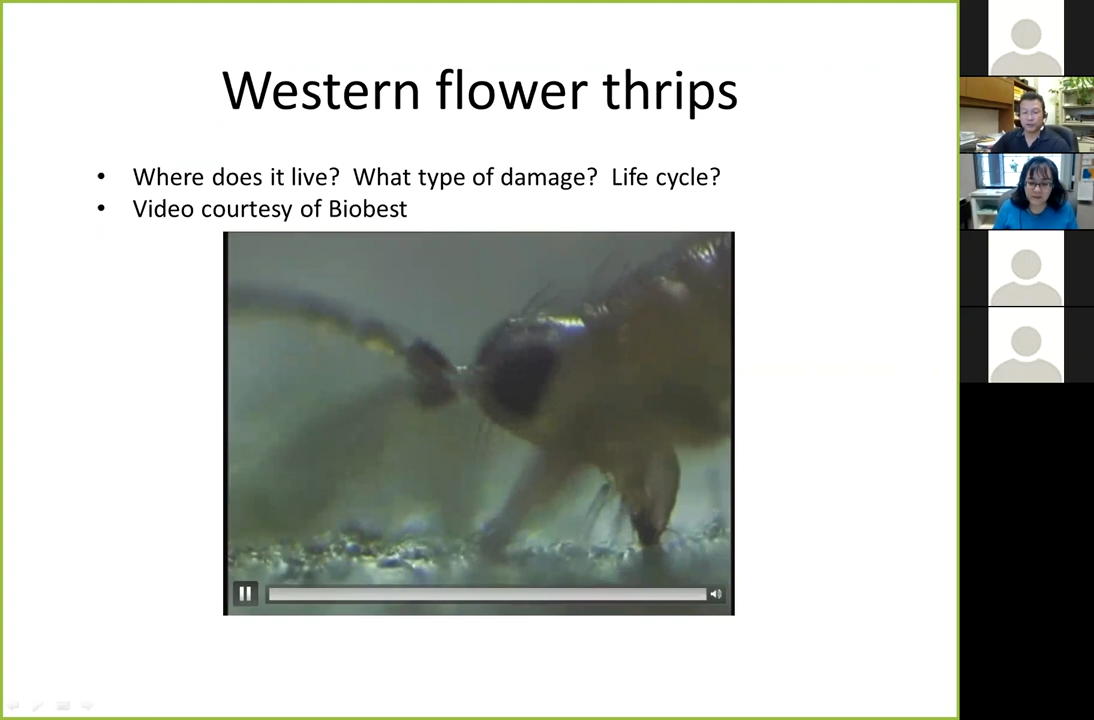 Western flower thrips
• Where does it live? What type of damage? Life cycle?
• Video courtesy of Biobest